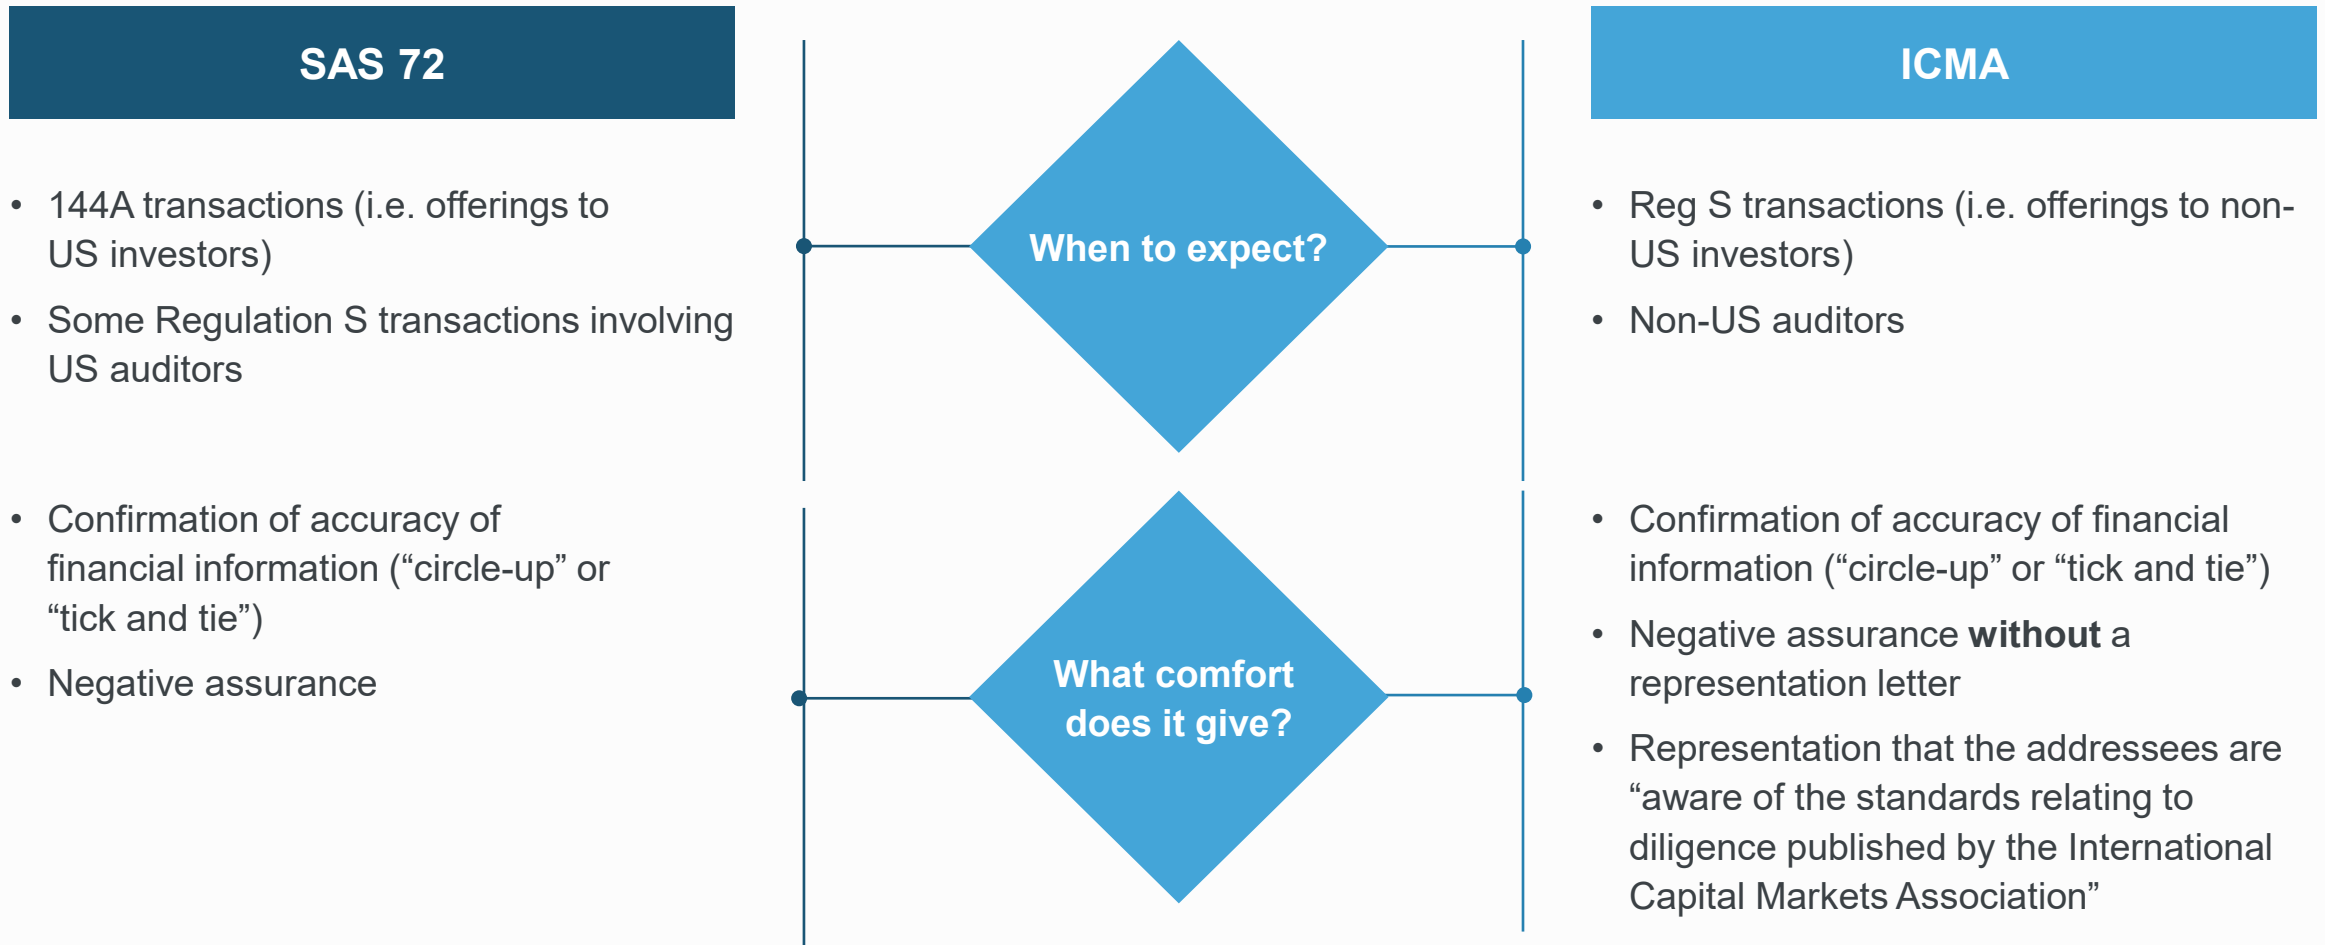 SAS 72
ICMA
• 144A transactions (i.e. offerings to
US investors)
• Some Regulation S transactions involving
US auditors
When to expect?
• Reg S transactions (i.e. offerings to non-
US investors)
• Non-US auditors
• Confirmation of accuracy of
financial information (“circle-up” or
“tick and tie”)
• Negative assurance
What comfort
does it give?
• Confirmation of accuracy of financial
information (“circle-up” or “tick and tie”)
• Negative assurance without a
representation letter
• Representation that the addressees are
“aware of the standards relating to
diligence published by the International
Capital Markets Association”